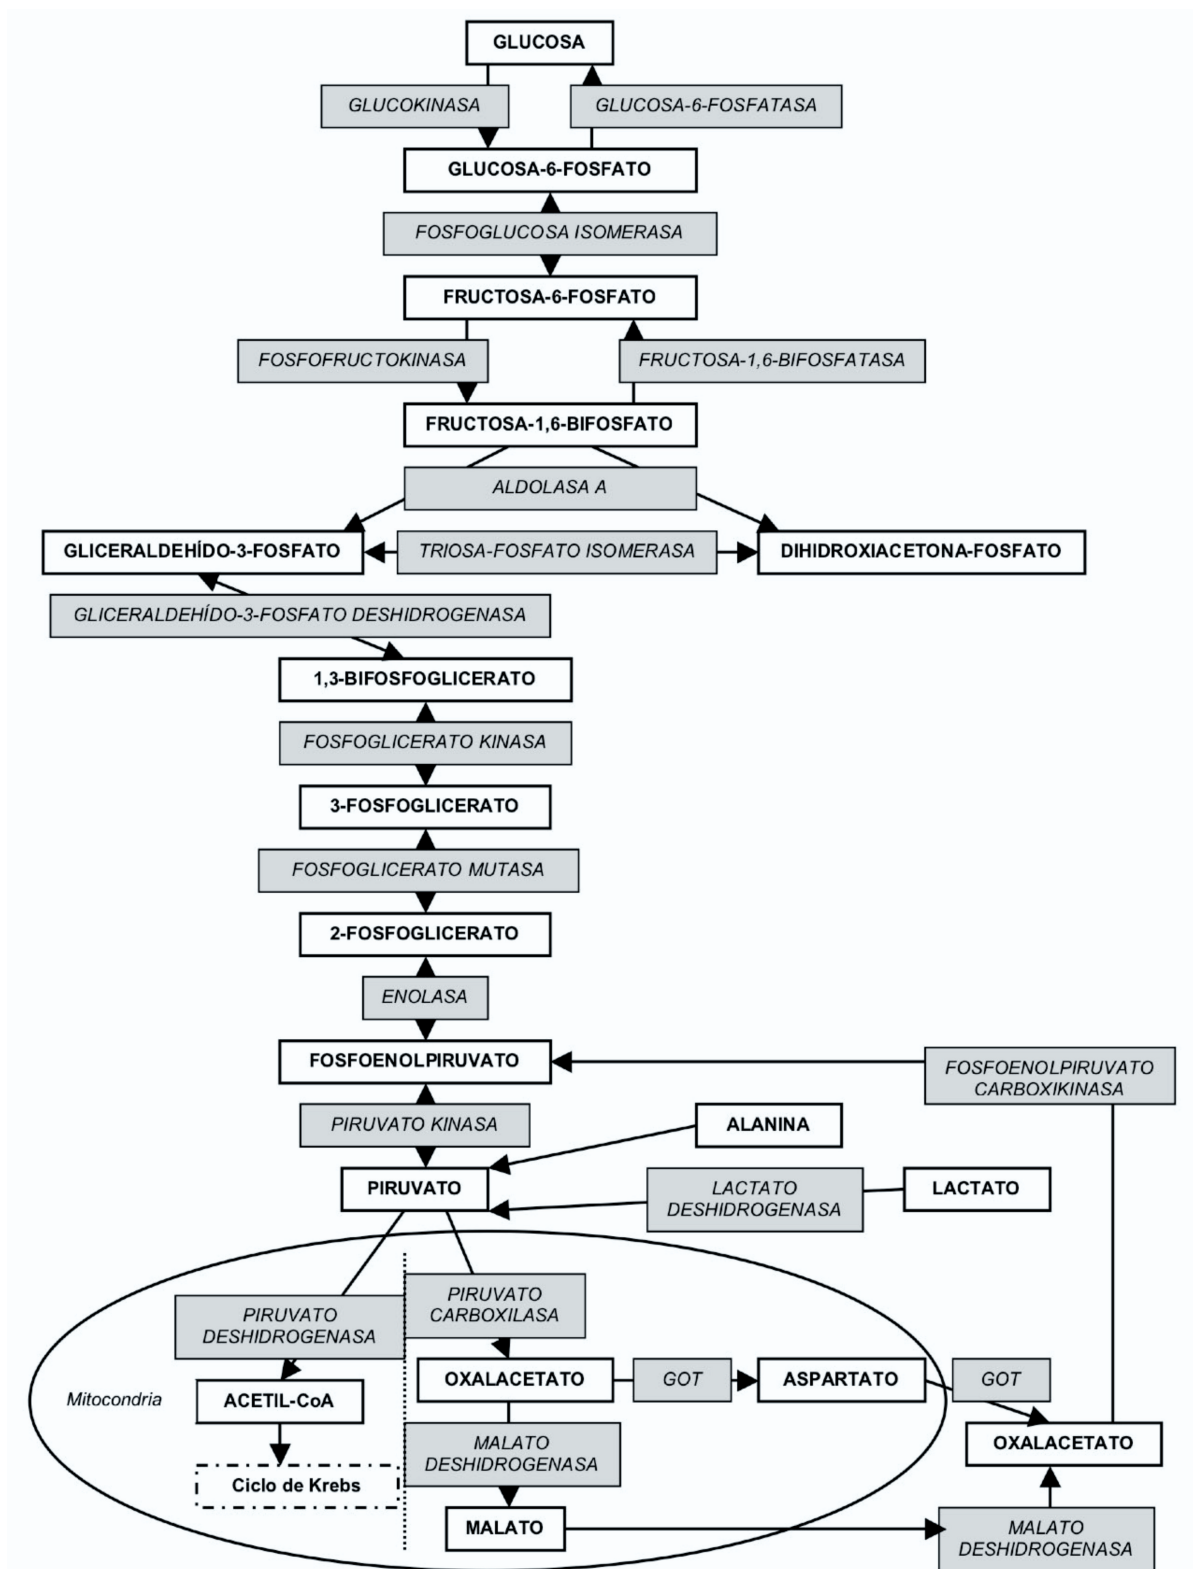 GLUCOSA
GLUCOKINASA
GLUCOSA-6-FOSFATASA
GLUCOSA-6-FOSFATO
FOSFOGLUCOSA ISOMERASA
FRUCTOSA-6-FOSFATO
FOSFOFRUCTOKINASA
FRUCTOSA-1,6-BIFOSFATASA
FRUCTOSA-1,6-BIFOSFATO
ALDOLASA A
GLICERALDEHÍDO-3-FOSFATO
TRIOSA-FOSFATO ISOMERASA
DIHIDROXIACETONA-FOSFATO
GLICERALDEHÍDO-3-FOSFATO DESHIDROGENASA
1,3-BIFOSFOGLICERATO
FOSFOGLICERATO KINASA
3-FOSFOGLICERATO
FOSFOGLICERATO MUTASA
2-FOSFOGLICERATO
ENOLASA
FOSFOENOLPIRUVATO
FOSFOENOLPIRUVATO
CARBOXIKINASA
PIRUVATO KINASA
ALANINA
PIRUVATO
LACTATO
DESHIDROGENASA
LACTATO
PIRUVATO
DESHIDROGENASA
PIRUVATO
CARBOXILASA
Mitocondria
ACETIL-CoA
OXALACETATO
GOT
ASPARTATO
GOT
OXALACETATO
MALATO
DESHIDROGENASA
Ciclo de Krebs
MALATO
MALATO
DESHIDROGENASA